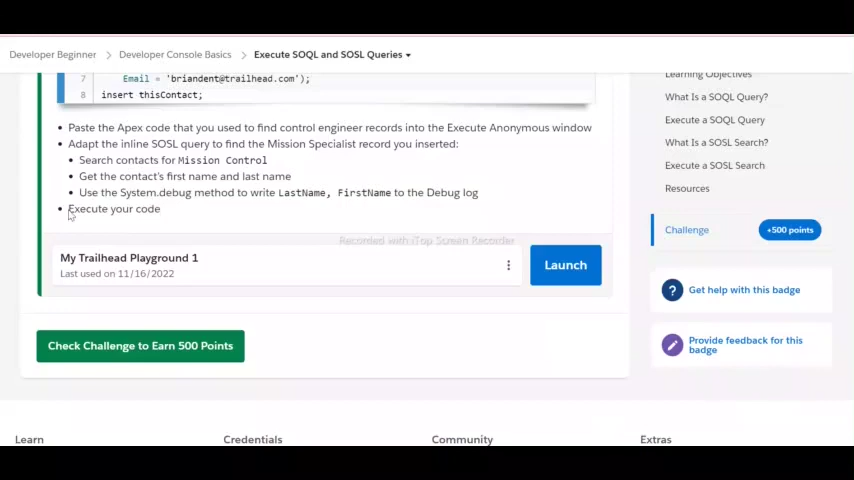 Developer Beginner > Developer Console Basics > Execute SOQL and SOSL Queries
7 Email = 'briandent@trailhead.com');
8 insert thisContact;
• Paste the Apex code that you used to find control engineer records into the Execute Anonymous window
• Adapt the inline SOSL query to find the Mission Specialist record you inserted:
• Search contacts for Mission Control
• Get the contact's first name and last name
• Use the System.debug method to write LastName, FirstName to the Debug log
• Execute your code
Recorded with iTop Screen Recorder
My Trailhead Playground 1
Last used on 11/16/2022
Launch
Check Challenge to Earn 500 Points
Learning Objectives
What Is a SOQL Query?
Execute a SOQL Query
What Is a SOSL Search?
Execute a SOSL Search
Resources
Challenge +500 points
? Get help with this badge
Provide feedback for this
badge
Learn Credentials Community Extras